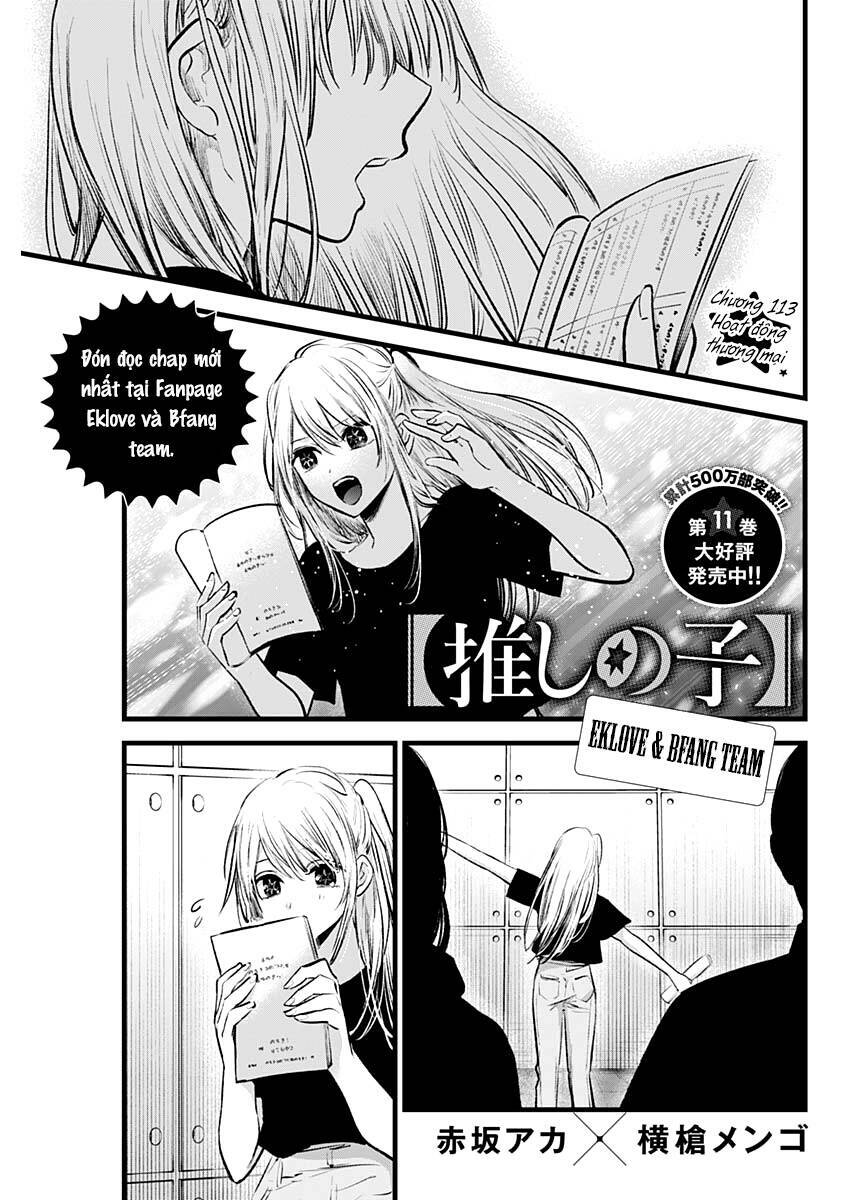 Chương 113
Hoạt động
thương mại
Đón đọc chap mới
nhất tại Fanpage
Eklove và Bfang
team.
累計500万部突破!!
第11巻
大好評
発売中!!
【推しの子】
EKLOVE & BFANG TEAM
赤坂アカ×横槍メンゴ